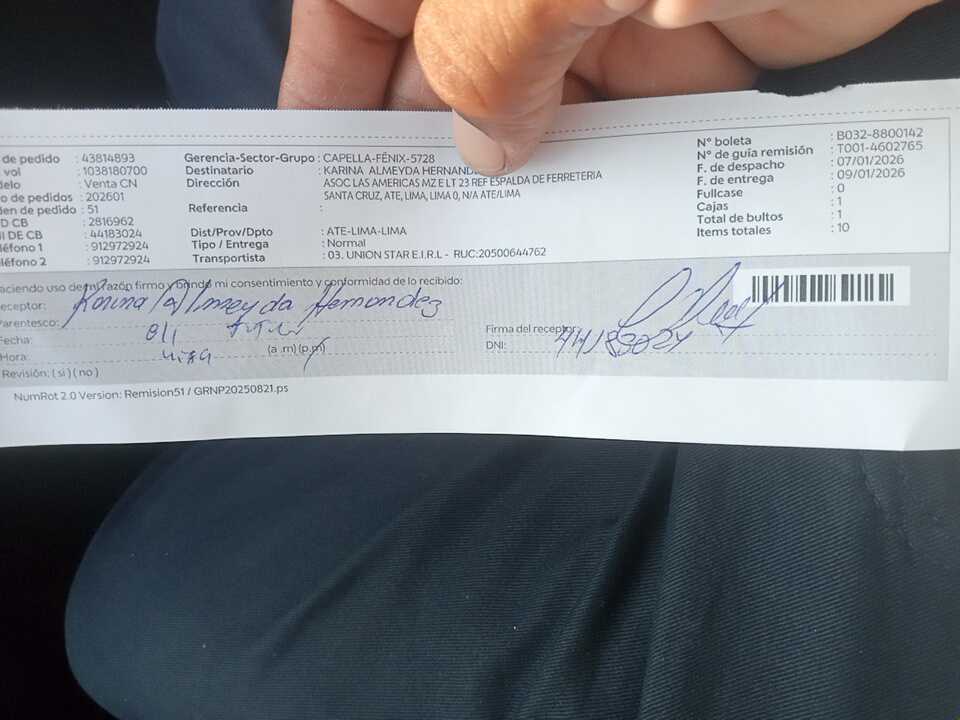 de pedido : 43814893
vol : 1038180700
delo : Venta CN
o de pedidos : 202601
den de pedido : 51
D CB : 2816962
I DE CB : 44183024
léfono 1 : 912972924
léfono 2 : 912972924
Gerencia-Sector-Grupo : CAPELLA-FÉNIX-5728
Destinatario : KARINA ALMEYDA HERNAND
Dirección : ASOC LAS AMERICAS MZ E LT 23 REF ESPALDA DE FERRETERIA
SANTA CRUZ, ATE, LIMA, LIMA 0, N/A ATE/LIMA
Referencia :
Dist/Prov/Dpto : ATE-LIMA-LIMA
Tipo / Entrega : Normal
Transportista : 03. UNION STAR E.I.R.L - RUC:20500644762
N° boleta : B032-8800142
N° de guía remisión : T001-4602765
F. de despacho : 07/01/2026
F. de entrega : 09/01/2026
Fullcase : 0
Cajas : 1
Total de bultos : 1
Items totales : 10
aciendo uso de mi razón firmo y brindo mi consentimiento y conformidad de lo recibido:
eceptor: Karina Almeyda Hernandez
Parentesco:
Fecha: 8/1
Hora: (a .m) (p.m)
Revisión: ( si ) ( no )
Firma del receptor:
DNI: 44183024
NumRot 2.0 Version: Remision51 / GRNP20250821.ps